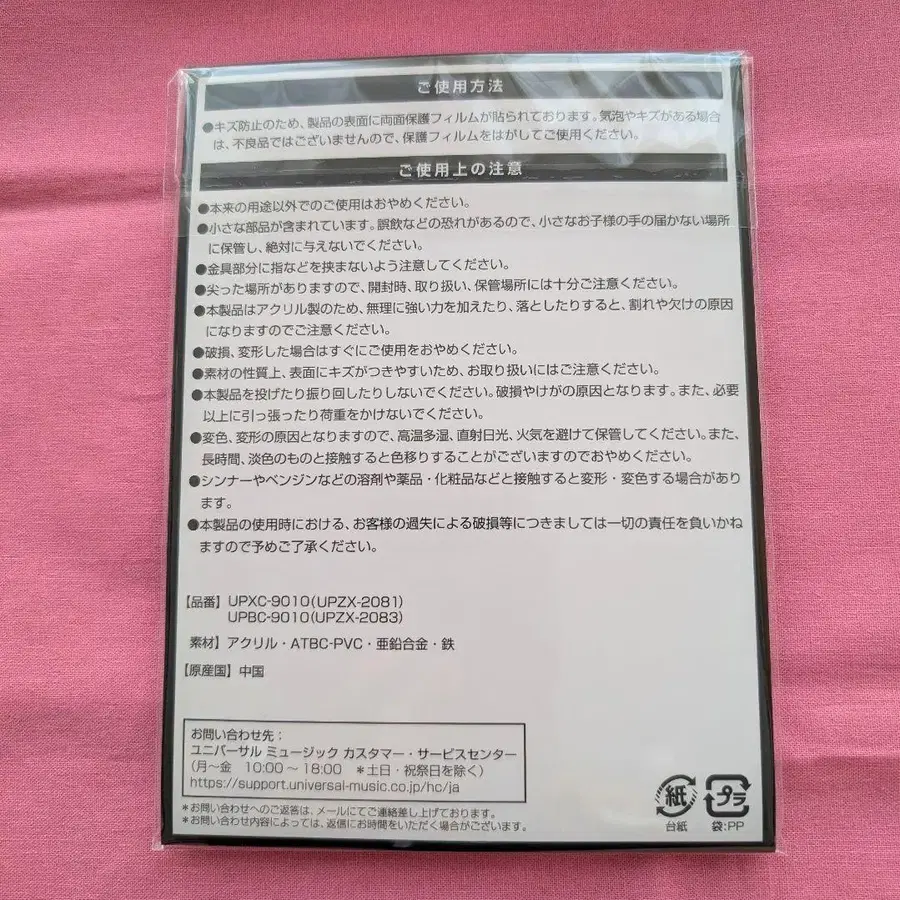 ご使用方法
●キズ防止のため、製品の表面に両面保護フィルムが貼られております。気泡やキズがある場合
は、不良品ではございませんので、保護フィルムをはがしてご使用ください。
ご使用上の注意
●本来の用途以外でのご使用はおやめください。
●小さな部品が含まれています。誤飲などの恐れがあるので、小さなお子様の手の届かない場所
に保管し、絶対に与えないでください。
●金具部分に指などを挟まないよう注意してください。
●尖った場所がありますので、開封時、取り扱い、保管場所には十分ご注意ください。
●本製品はアクリル製のため、無理に強い力を加えたり、落としたりすると、割れや欠けの原因
になりますのでご注意ください。
●破損、変形した場合はすぐにご使用をおやめください。
●素材の性質上、表面にキズがつきやすいため、お取り扱いにはご注意ください。
●本製品を投げたり振り回したりしないでください。破損やけがの原因となります。また、必要
以上に引っ張ったり荷重をかけないでください。
●変色、変形の原因となりますので、高温多湿、直射日光、火気を避けて保管してください。また、
長時間、淡色のものと接触すると色移りすることがございますのでおやめください。
●シンナーやベンジンなどの溶剤や薬品・化粧品などと接触すると変形・変色する場合があり
ます。
●本製品の使用時における、お客様の過失による破損等につきましては一切の責任を負いかね
ますので予めご了承ください。
【品番】UPXC-9010(UPZX-2081)
UPBC-9010(UPZX-2083)
素材】アクリル・ATBC-PVC・亜鉛合金・鉄
【原産国】中国
お問い合わせ先：
ユニバーサル ミュージック カスタマー・サービスセンター
（月〜金 10:00〜18:00 ＊土日・祝祭日を除く）
https://support.universal-music.co.jp/hc/ja
＊お問い合わせへのご返答は、メールにてご連絡差し上げております。
＊お問い合わせ内容によっては、返信にお時間をいただく場合がございます。
紙
台紙
プラ
袋:PP